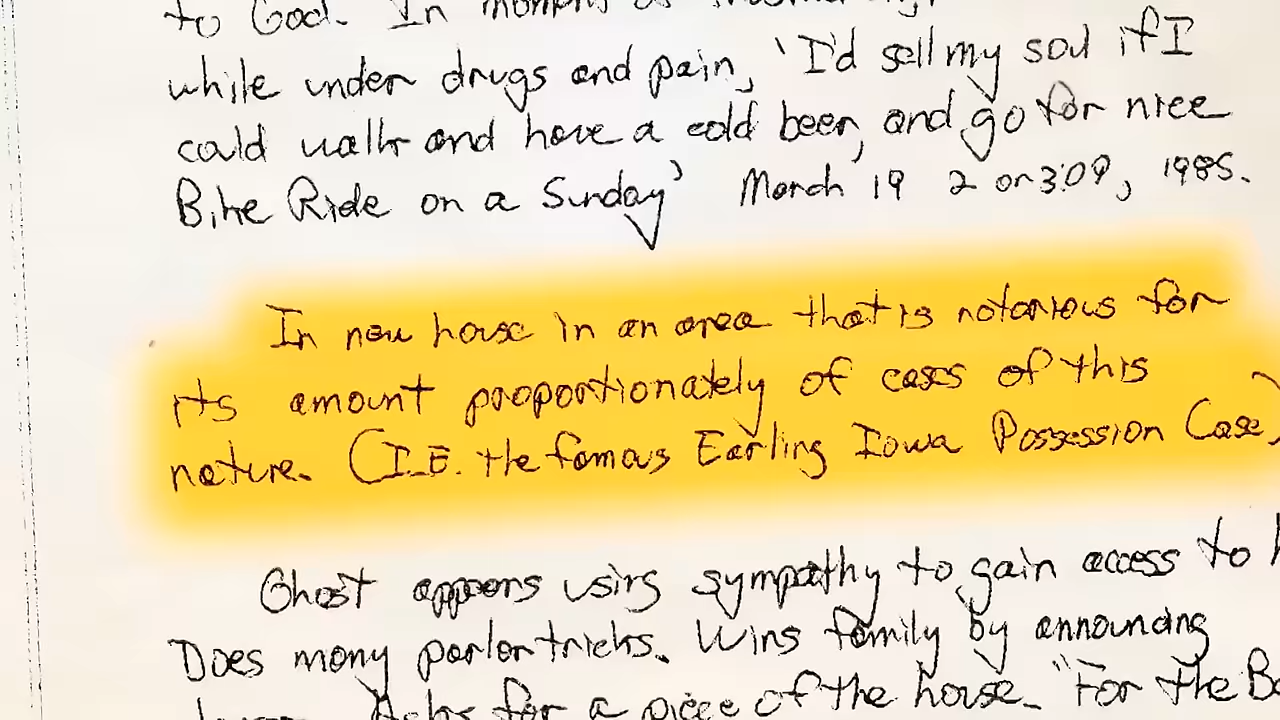 to God. In moments of
while under drugs and pain, 'I'd sell my soul if I
could walk and have a cold beer, and go for nice
Bike Ride on a Sunday' March 19 2 or 3:09, 1985.
In new house in an area that is notorious for
its amount proportionately of cases of this
nature. (I.E. the famous Earling Iowa Possession Case,
Ghost appears using sympathy to gain access to
Does many parlor tricks. Wins family by announcing
Asks for a piece of the house. "For the